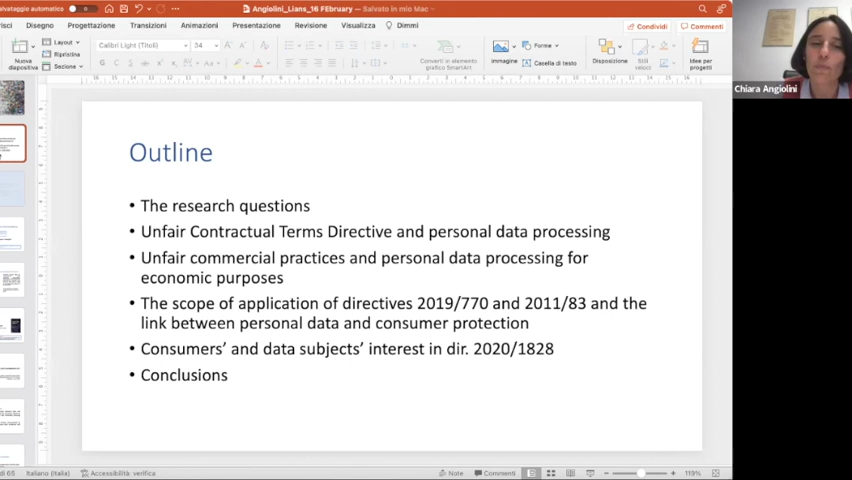 salvataggio automatico
Angiolini_Lians_16 FEbruary — Salvato in mio Mac
Disegno Progettazione Transizioni Animazioni Presentazione Revisione Visualizza Dimmi
Condividi Commenti
Nuova diapositiva
Layout
Ripristina
Sezione
Calibri Light (Titoli) 34
Converti in elemento grafico SmartArt
Immagine
Forme
Casella di testo
Disposizione
Stili veloci
Idee per progetti
Chiara Angiolini
Outline
• The research questions
• Unfair Contractual Terms Directive and personal data processing
• Unfair commercial practices and personal data processing for
economic purposes
• The scope of application of directives 2019/770 and 2011/83 and the
link between personal data and consumer protection
• Consumers’ and data subjects’ interest in dir. 2020/1828
• Conclusions
di 65 Italiano (Italia) Accessibilità: verifica Note Commenti 119%